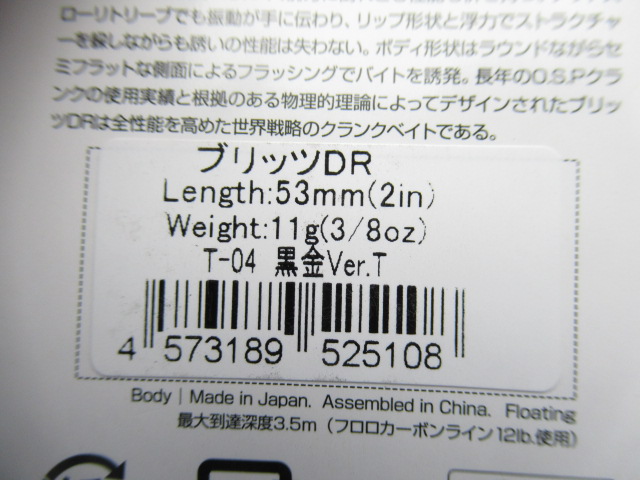 ローリトリーブでも振動が手に伝わり、リップ形状と浮力でストラクチャ
ーを躱しながらも誘いの性能は失わない。ボディ形状はラウンドながらセ
ミフラットな側面によるフラッシングでバイトを誘発。長年のO.S.Pクラ
ンクの使用実績と根拠のある物理的理論によってデザインされたブリッ
ツDRは全性能を高めた世界戦略のクランクベイトである。
ブリッツDR
Length:53mm(2in)
Weight:11g(3/8oz)
T-04 黒金Ver.T
4 573189 525108
Body | Made in Japan. Assembled in China. Floating
最大到達深度3.5m（フロロカーボンライン12lb.使用）